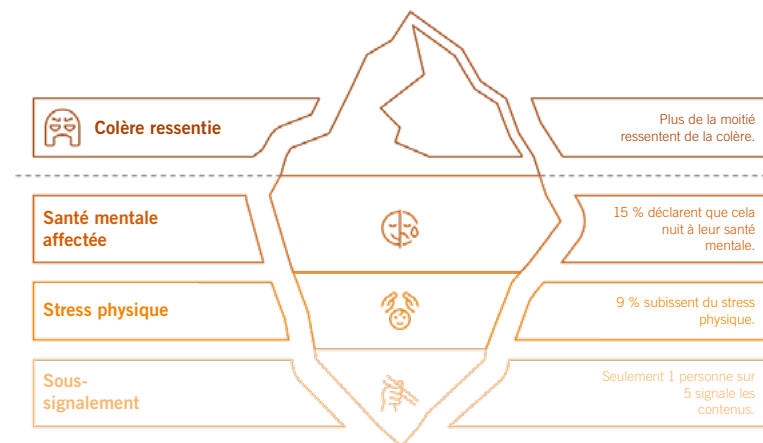 Colère ressentie
Plus de la moitié
ressentent de la colère.
Santé mentale
affectée
15 % déclarent que cela
nuit à leur santé
mentale.
Stress physique
9 % subissent du stress
physique.
Sous-
signalement
Seulement 1 personne sur
5 signale les
contenus.